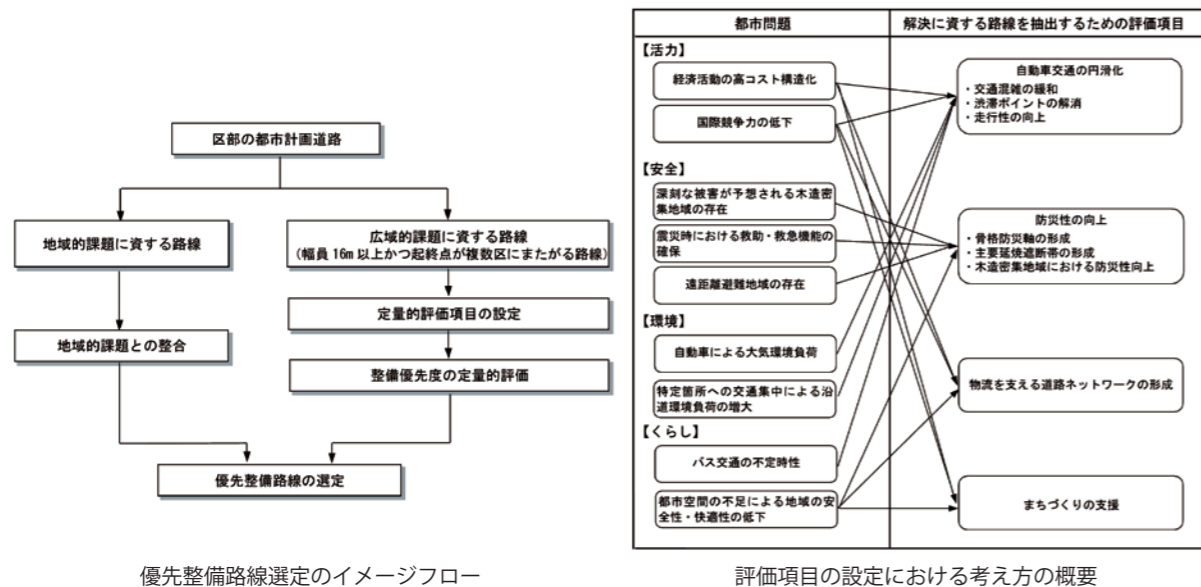 区部の都市計画道路
地域的課題に資する路線
広域的課題に資する路線
(幅員 16m 以上かつ起終点が複数区にまたがる路線)
定量的評価項目の設定
地域的課題との整合
整備優先度の定量的評価
優先整備路線の選定
優先整備路線選定のイメージフロー
都市問題
解決に資する路線を抽出するための評価項目
【活力】
経済活動の高コスト構造化
国際競争力の低下
【安全】
深刻な被害が予想される木造密
集地域の存在
震災時における救助・救急機能の
確保
遠距離避難地域の存在
【環境】
自動車による大気環境負荷
特定箇所への交通集中による沿
道環境負荷の増大
【くらし】
バス交通の不定時性
都市空間の不足による地域の安
全性・快適性の低下
自動車交通の円滑化
・交通混雑の緩和
・渋滞ポイントの解消
・走行性の向上
防災性の向上
・骨格防災軸の形成
・主要延焼遮断帯の形成
・木造密集地域における防災性向上
物流を支える道路ネットワークの形成
まちづくりの支援
評価項目の設定における考え方の概要